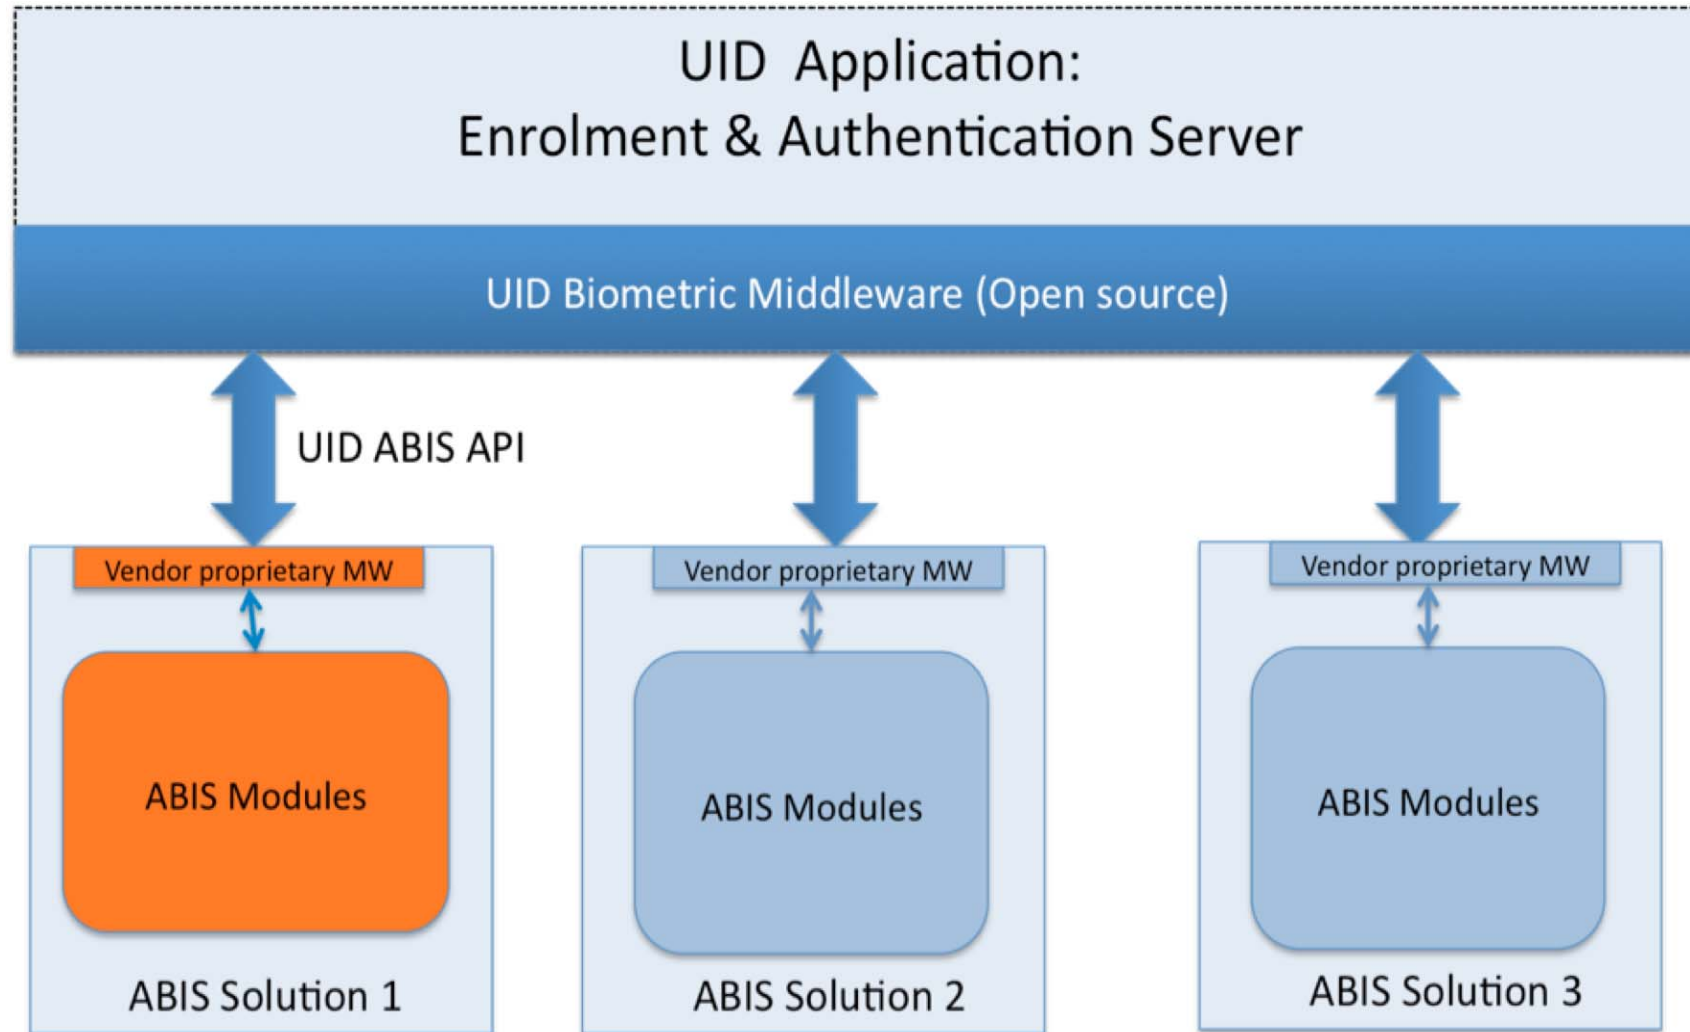 UID Application:
Enrolment & Authentication Server
UID Biometric Middleware (Open source)
UID ABIS API
Vendor proprietary MW
ABIS Modules
ABIS Solution 1
Vendor proprietary MW
ABIS Modules
ABIS Solution 2
Vendor proprietary MW
ABIS Modules
ABIS Solution 3